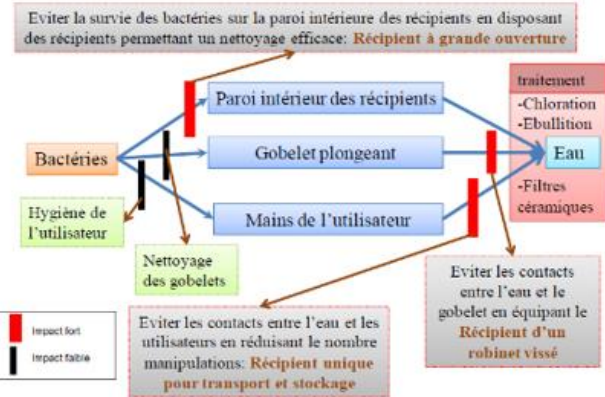 Eviter la survie des bactéries sur la paroi intérieure des récipients en disposant
des récipients permettant un nettoyage efficace: Récipient à grande ouverture
traitement
-Chloration
-Ebullition
Paroi intérieur des récipients
Bactéries
Gobelet plongeant
Eau
Mains de l'utilisateur
-Filtres
céramiques
Hygiène de
l'utilisateur
Nettoyage
des gobelets
Eviter les contacts
entre l'eau et le
gobelet en équipant le
Récipient d'un
robinet vissé
Impact fort
Impact faible
Eviter les contacts entre l'eau et les
utilisateurs en réduisant le nombre
manipulations: Récipient unique
pour transport et stockage